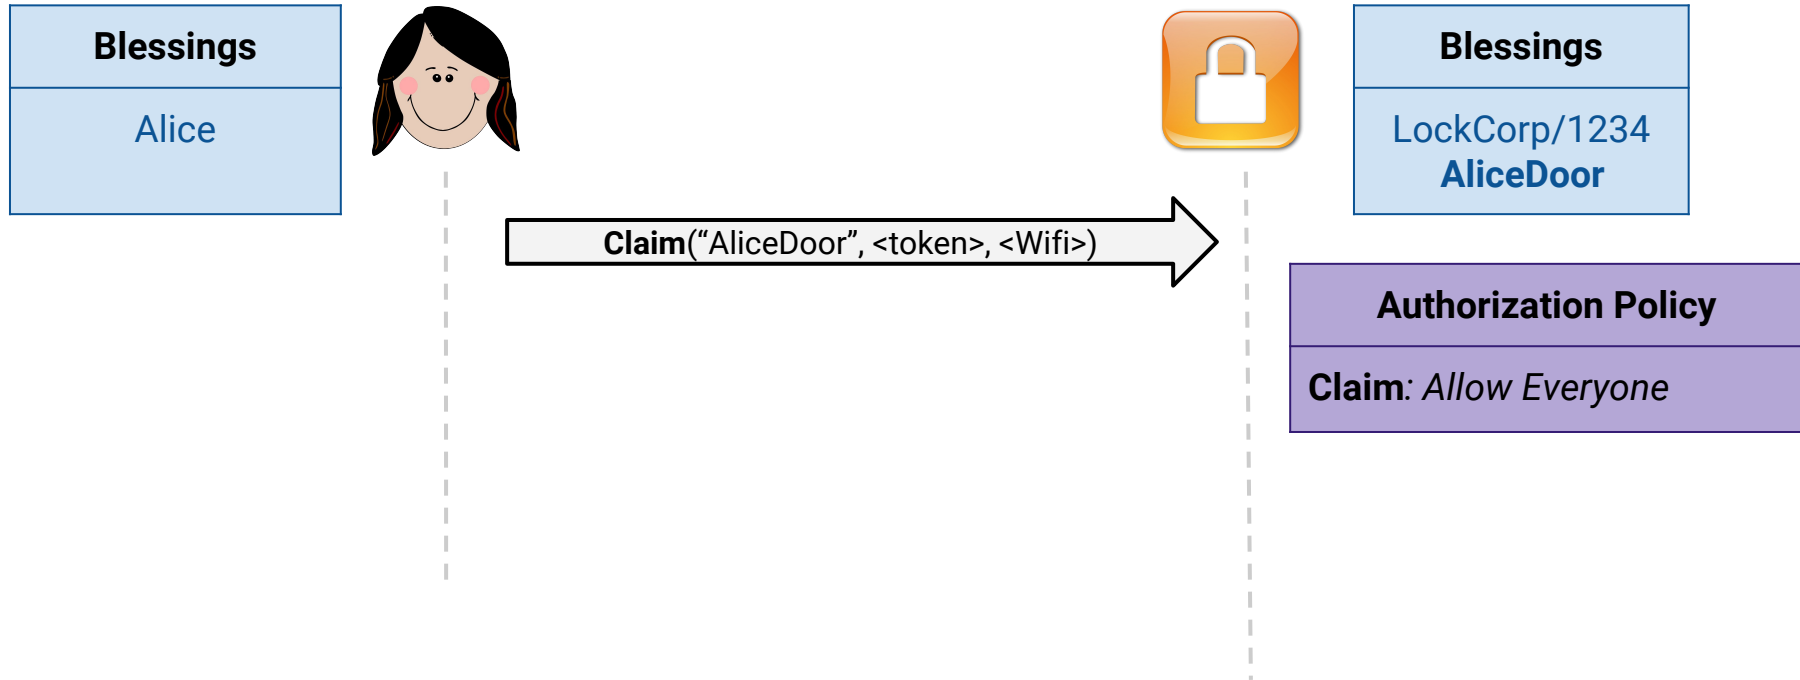 Blessings
Alice
Blessings
LockCorp/1234
AliceDoor
Claim(“AliceDoor”, <token>, <Wifi>)
Authorization Policy
Claim: Allow Everyone